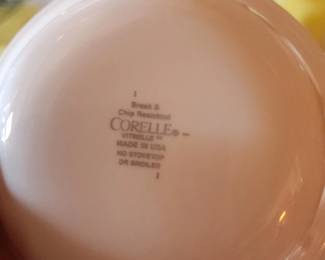 Break &
Chip Resistant
CORELLE®
VITRELLE™
MADE IN USA
NO STOVETOP
OR BROILER